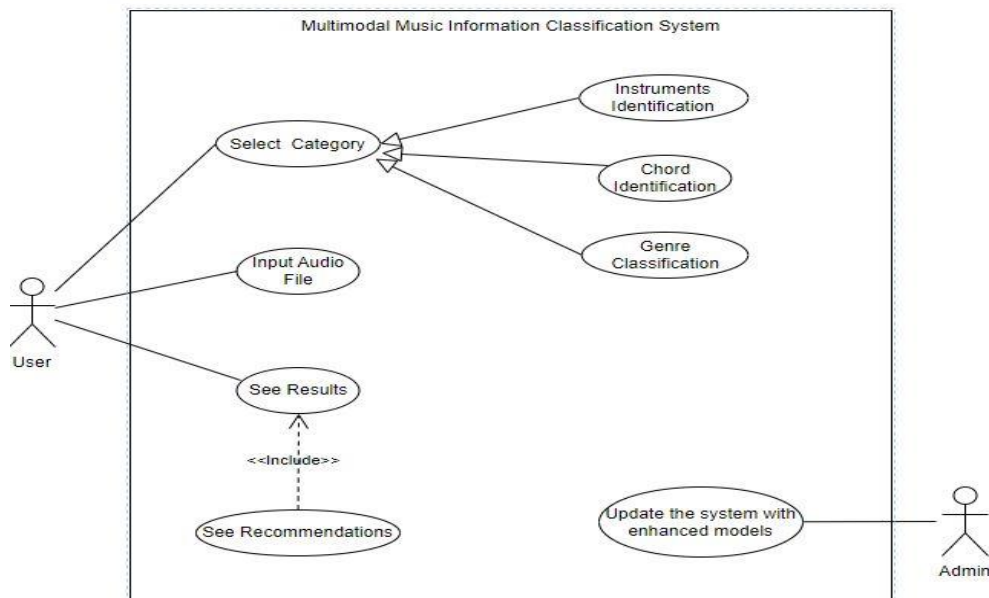 Multimodal Music Information Classification System
Instruments
Identification
Select Category
Chord
Identification
Genre
Classification
Input Audio
File
User
See Results
<<Include>>
See Recommendations
Update the system with
enhanced models
Admin